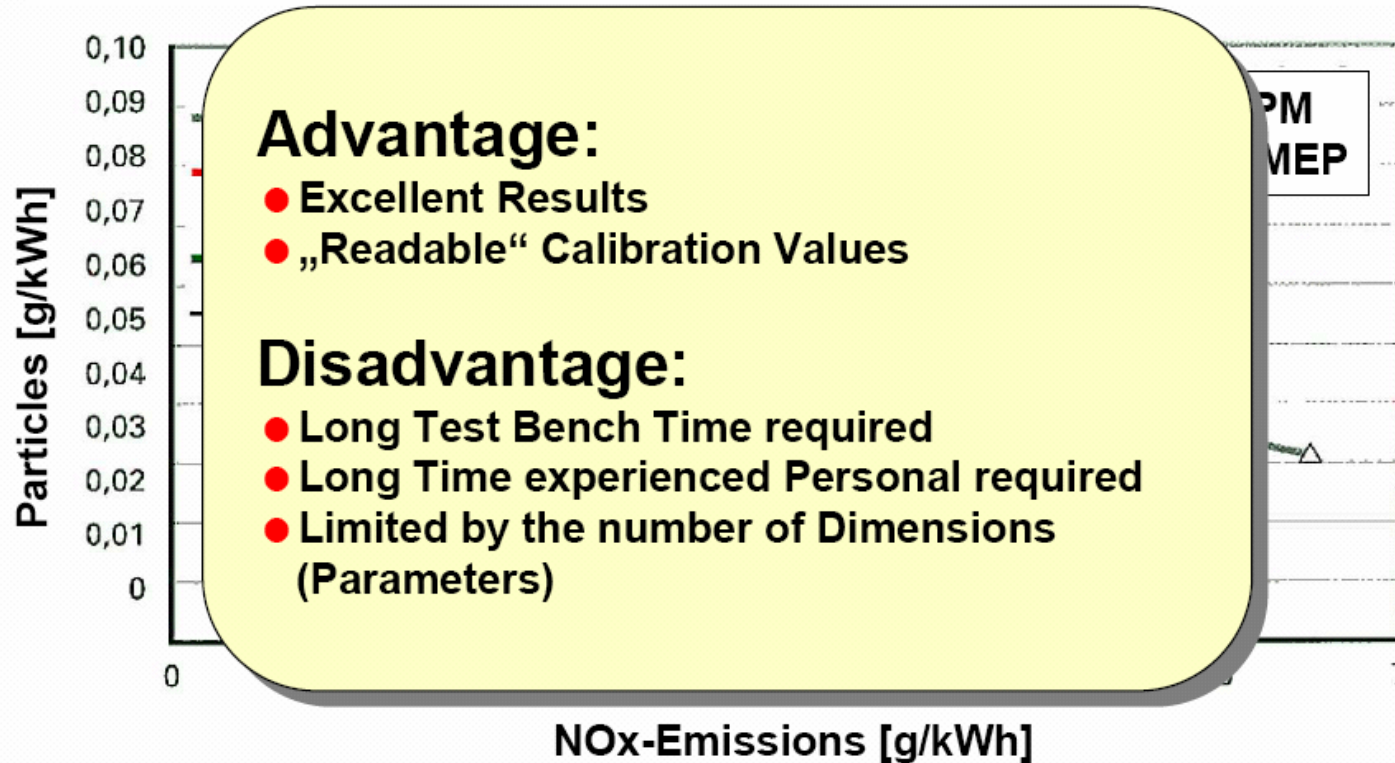 0,10
0,09
0,08
0,07
0,06
0,05
0,04
0,03
0,02
0,01
0
Particles [g/kWh]
Advantage:
● Excellent Results
● „Readable“ Calibration Values
Disadvantage:
● Long Test Bench Time required
● Long Time experienced Personal required
● Limited by the number of Dimensions
(Parameters)
PM
MEP
0
NOx-Emissions [g/kWh]